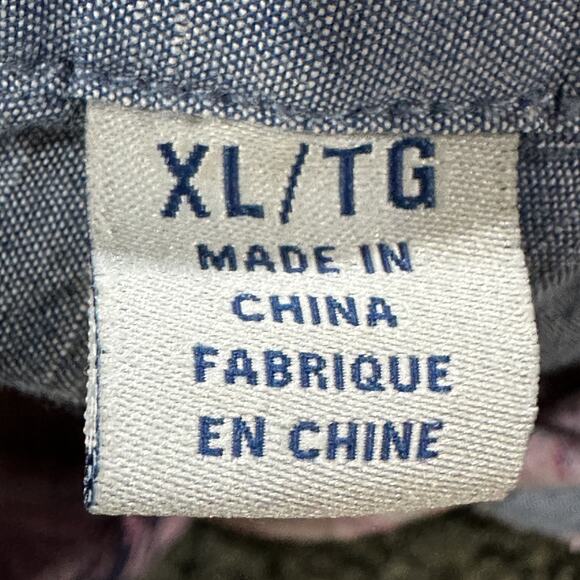 XL/TG
MADE IN
CHINA
FABRIQUE
EN CHINE